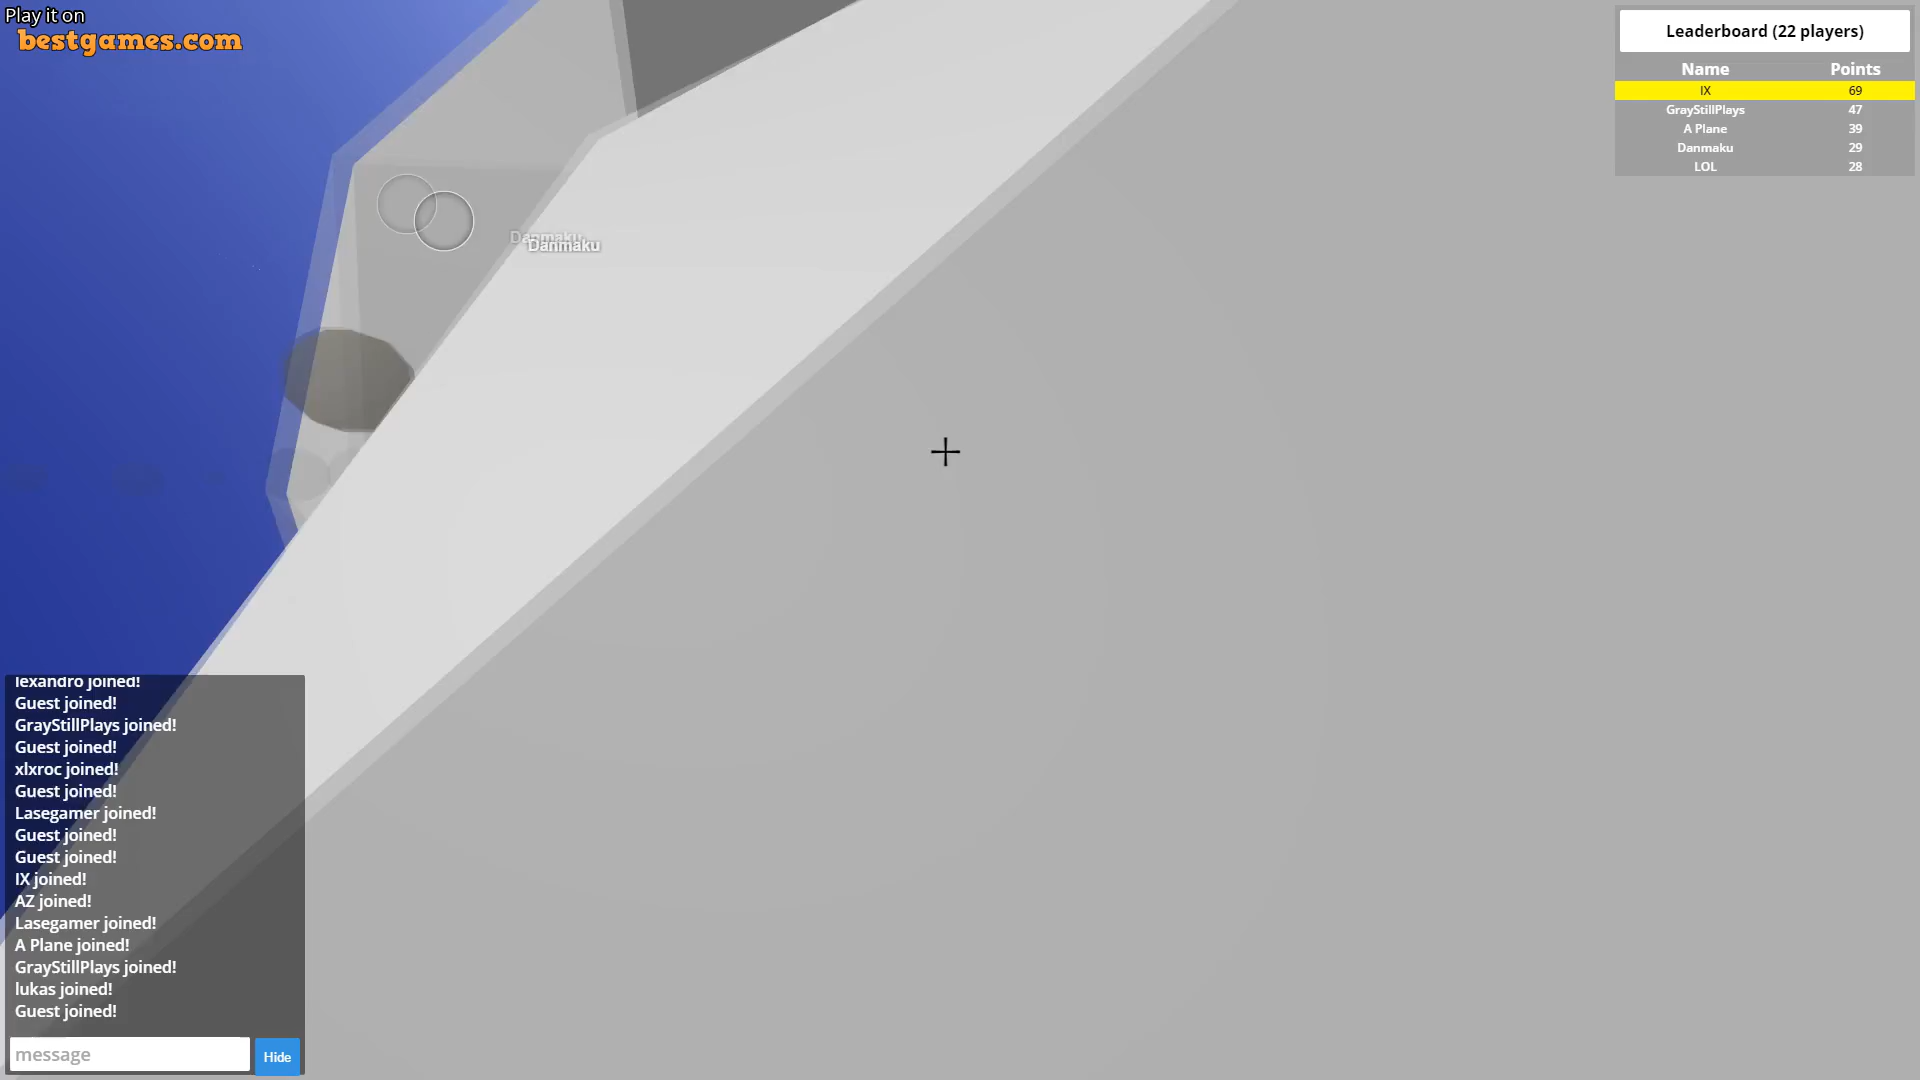 Play it on
bestgames.com
Leaderboard (22 players)
Name Points
IX 69
GrayStillPlays 47
A Plane 39
Danmaku 29
LOL 28
Danmaku
Danmaku
lexandro joined!
Guest joined!
GrayStillPlays joined!
Guest joined!
xlxroc joined!
Guest joined!
Lasegamer joined!
Guest joined!
Guest joined!
IX joined!
AZ joined!
Lasegamer joined!
A Plane joined!
GrayStillPlays joined!
lukas joined!
Guest joined!
message
Hide